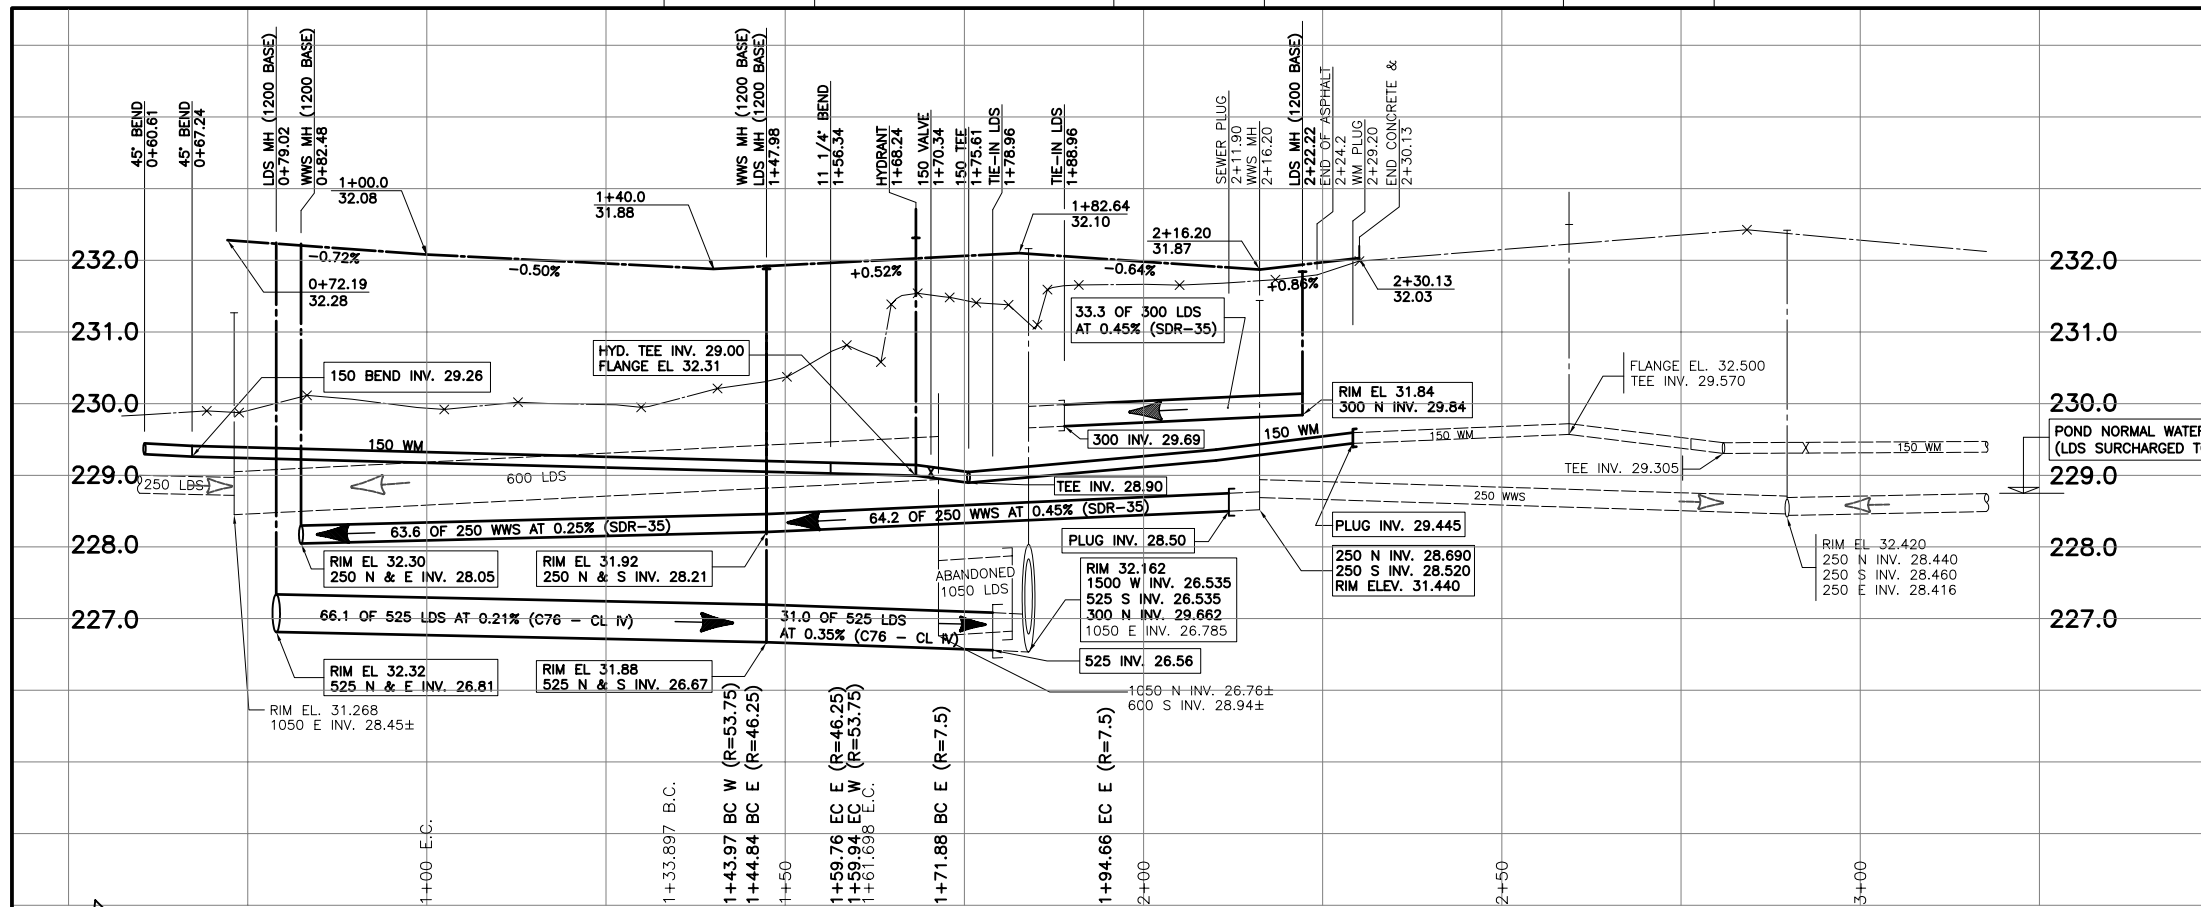 45° BEND
0+60.61
45° BEND
0+67.24
LDS MH (1200 BASE)
0+79.02
WWS MH (1200 BASE)
0+82.48
WWS MH (1200 BASE)
LDS MH (1200 BASE)
1+47.98
11 1/4° BEND
1+56.34
HYDRANT
1+68.24
150 VALVE
1+70.34
150 TEE
1+75.61
TIE-IN LDS
1+78.96
TIE-IN LDS
1+88.96
SEWER PLUG
2+11.90
WWS MH
2+16.20
LDS MH (1200 BASE)
2+22.22
END OF ASPHALT
2+24.2
WM PLUG
2+29.20
END CONCRETE &
2+30.13
1+00.0
32.08
1+40.0
31.88
1+82.64
32.10
2+16.20
31.87
232.0
-0.72%
-0.50%
+0.52%
-0.64%
+0.86%
232.0
0+72.19
32.28
2+30.13
32.03
33.3 OF 300 LDS
AT 0.45% (SDR-35)
231.0
231.0
HYD. TEE INV. 29.00
FLANGE EL 32.31
150 BEND INV. 29.26
FLANGE EL. 32.500
TEE INV. 29.570
RIM EL 31.84
300 N INV. 29.84
230.0
230.0
300 INV. 29.69
150 WM
150 WM
150 WM
150 WM
POND NORMAL WATER
(LDS SURCHARGED T
TEE INV. 29.305
229.0
229.0
250 LDS
600 LDS
TEE INV. 28.90
250 WWS
63.6 OF 250 WWS AT 0.25% (SDR-35)
64.2 OF 250 WWS AT 0.45% (SDR-35)
PLUG INV. 29.445
PLUG INV. 28.50
228.0
228.0
RIM EL 32.30
250 N & E INV. 28.05
RIM EL 31.92
250 N & S INV. 28.21
250 N INV. 28.690
250 S INV. 28.520
RIM ELEV. 31.440
RIM EL 32.420
250 N INV. 28.440
250 S INV. 28.460
250 E INV. 28.416
ABANDONED
1050 LDS
RIM 32.162
1500 W INV. 26.535
525 S INV. 26.535
300 N INV. 29.662
1050 E INV. 26.785
227.0
227.0
66.1 OF 525 LDS AT 0.21% (C76 - CL IV)
31.0 OF 525 LDS
AT 0.35% (C76 - CL IV)
525 INV. 26.56
RIM EL 32.32
525 N & E INV. 26.81
RIM EL 31.88
525 N & S INV. 26.67
1050 N INV. 26.76±
600 S INV. 28.94±
RIM EL. 31.268
1050 E INV. 28.45±
1+00 E.C.
1+33.897 B.C.
1+43.97 BC W (R=53.75)
1+44.84 BC E (R=46.25)
1+50
1+59.76 EC E (R=46.25)
1+59.94 EC W (R=53.75)
1+61.698 E.C.
1+71.88 BC E (R=7.5)
1+94.66 EC E (R=7.5)
2+00
2+50
3+00